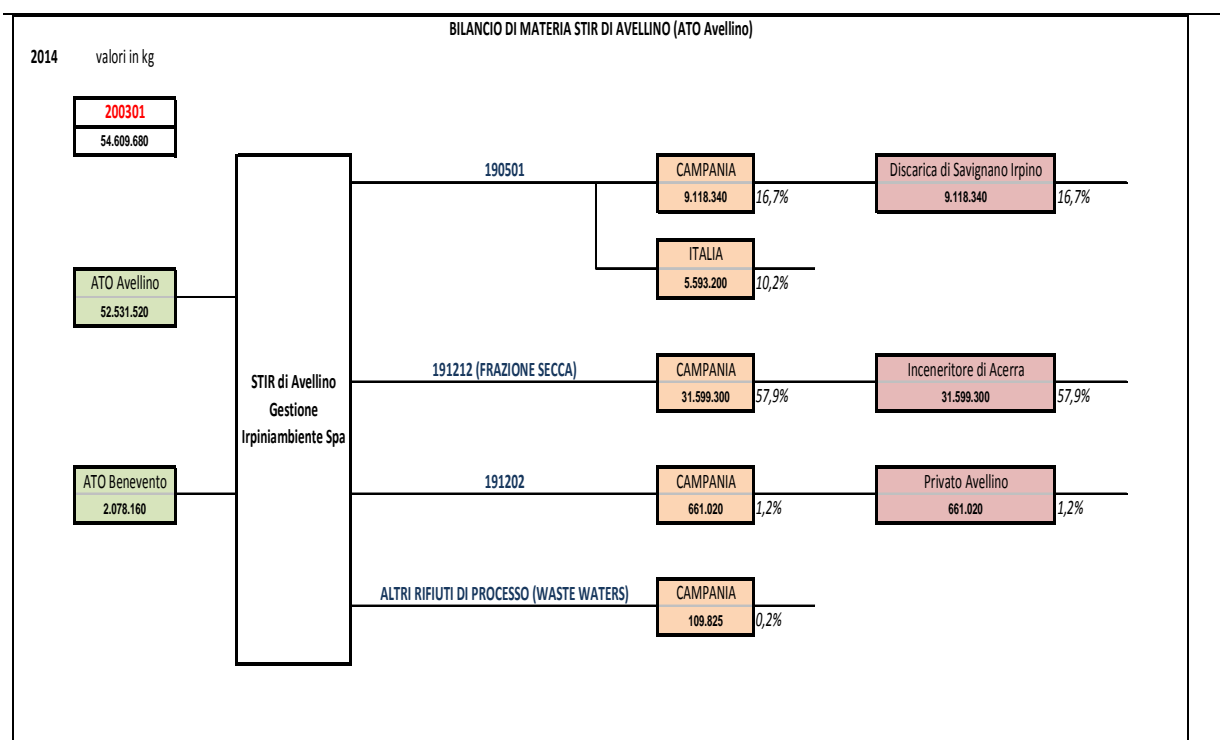 BILANCIO DI MATERIA STIR DI AVELLINO (ATO Avellino)
2014 valori in kg
200301
54.609.680
190501
CAMPANIA
9.118.340
16,7%
Discarica di Savignano Irpino
9.118.340
16,7%
ITALIA
5.593.200
10,2%
ATO Avellino
52.531.520
191212 (FRAZIONE SECCA)
CAMPANIA
31.599.300
57,9%
Inceneritore di Acerra
31.599.300
57,9%
STIR di Avellino
Gestione
Irpiniambiente Spa
ATO Benevento
2.078.160
191202
CAMPANIA
661.020
1,2%
Privato Avellino
661.020
1,2%
ALTRI RIFIUTI DI PROCESSO (WASTE WATERS)
CAMPANIA
109.825
0,2%